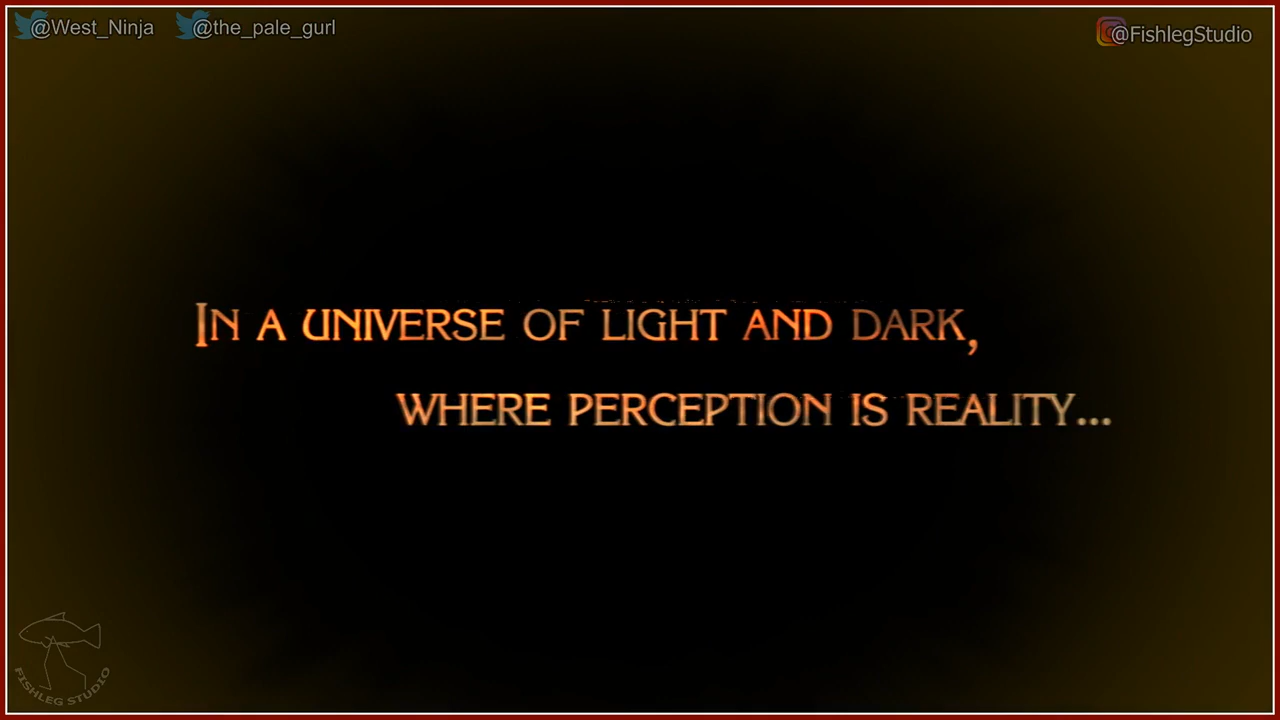 @West_Ninja @the_pale_gurl @FishlegStudio
In a universe of light and dark,
where perception is reality...
FISHLEG STUDIO